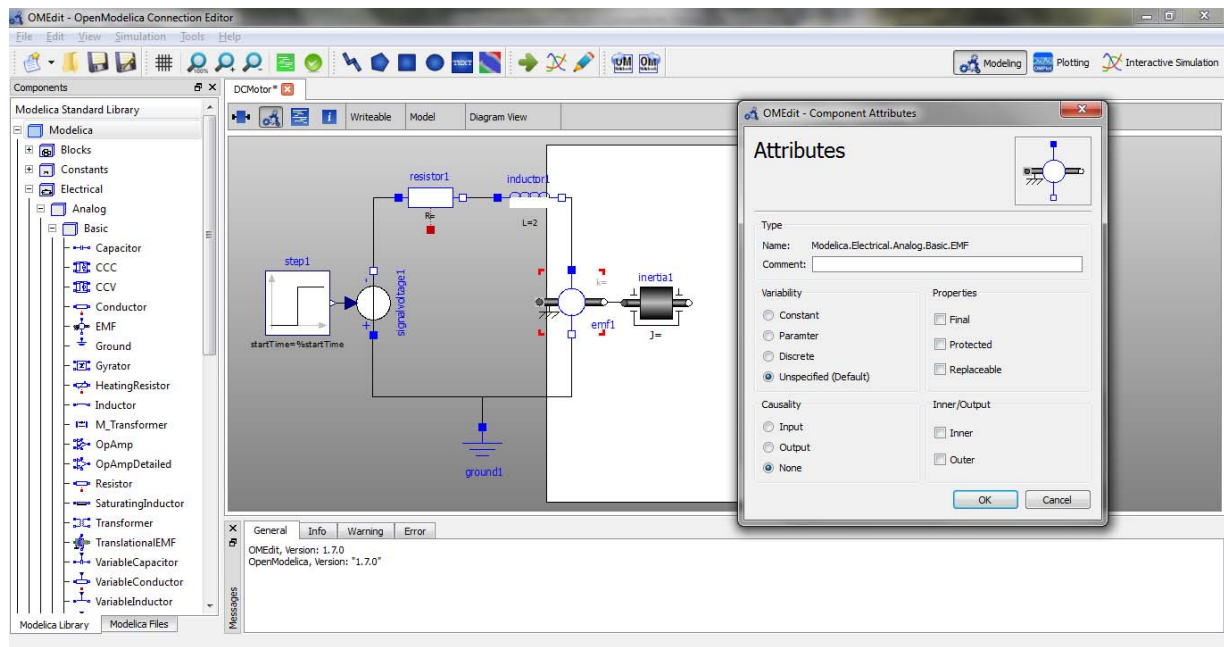 OMEdit - OpenModelica Connection Editor
File Edit View Simulation Tools Help
100% TEXT OM OM Modeling Plotting Interactive Simulation
Components
Modelica Standard Library
Modelica
Blocks
Constants
Electrical
Analog
Basic
Capacitor
CCC
CCV
Conductor
EMF
Ground
Gyrator
HeatingResistor
Inductor
M_Transformer
OpAmp
OpAmpDetailed
Resistor
SaturatingInductor
Transformer
TranslationalEMF
VariableCapacitor
VariableConductor
VariableInductor
Modelica Library Modelica Files
DCMotor*
Writeable Model Diagram View
resistor1
R=
inductor1
L=2
step1
startTime=%startTime
signalvoltage1
- +
k=
emf1
inertia1
J=
ground1
OMEdit - Component Attributes
Attributes
Type
Name: Modelica.Electrical.Analog.Basic.EMF
Comment:
Variability
Constant
Paramter
Discrete
Unspecified (Default)
Properties
Final
Protected
Replaceable
Causality
Input
Output
None
Inner/Output
Inner
Outer
OK Cancel
Messages
General Info Warning Error
OMEdit, Version: 1.7.0
OpenModelica, Version: "1.7.0"